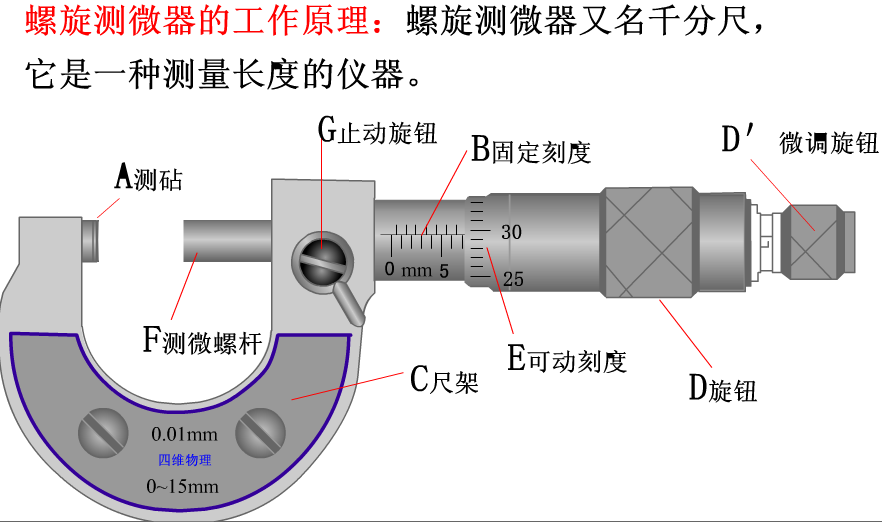 螺旋测微器的工作原理：螺旋测微器又名千分尺，
它是一种测量长度的仪器。
G止动旋钮
B固定刻度
D′ 微调旋钮
A测砧
30
0 mm 5
25
F测微螺杆
E可动刻度
C尺架
D旋钮
0.01mm
四维物理
0~15mm